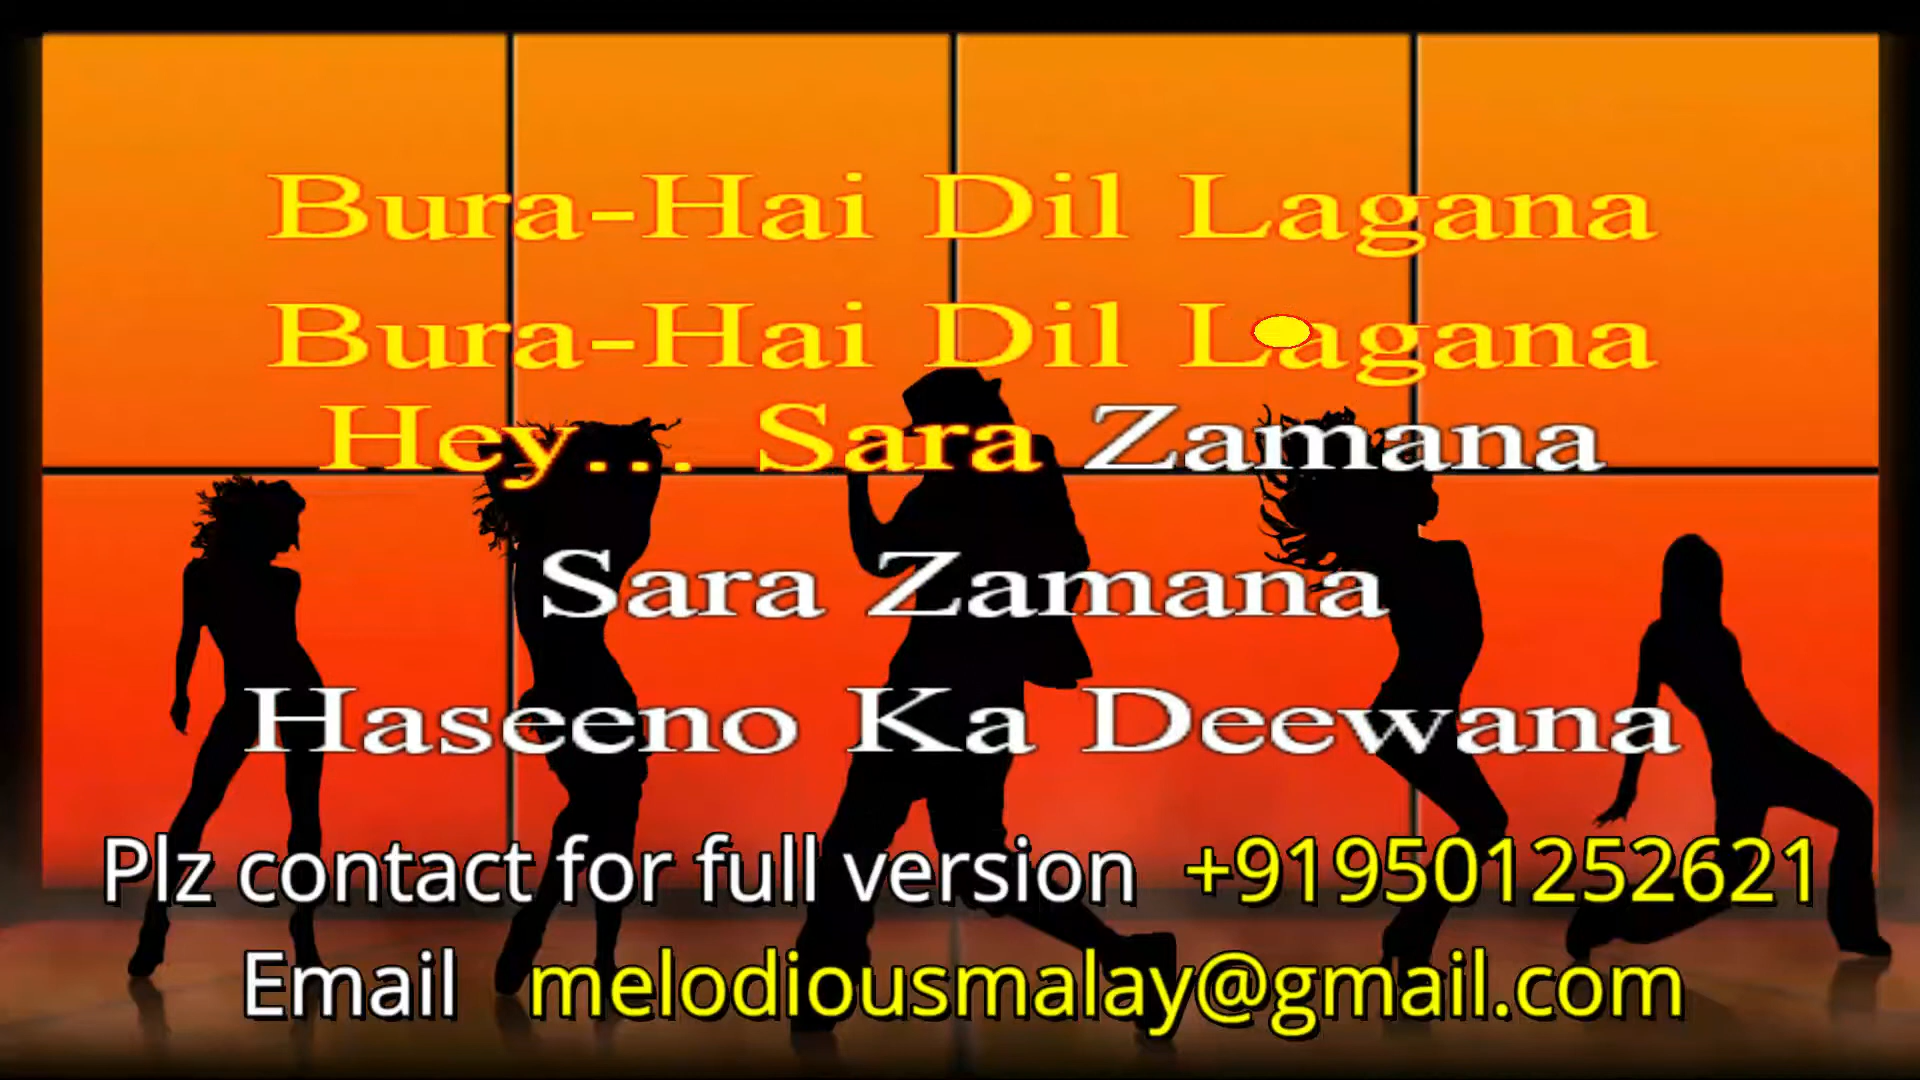 Bura-Hai Dil Lagana
Bura-Hai Dil Lagana
Hey... Sara Zamana
Sara Zamana
Haseeno Ka Deewana
Plz contact for full version +919501252621
Email melodiousmalay@gmail.com